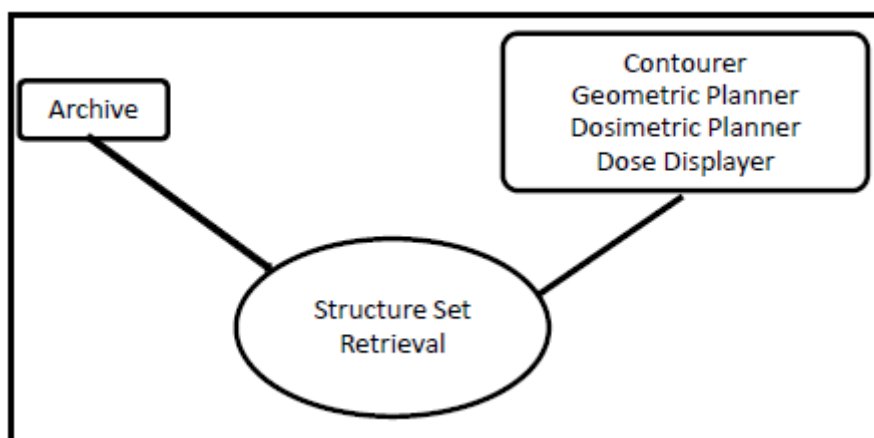 Archive
Contourer
Geometric Planner
Dosimetric Planner
Dose Displayer
Structure Set
Retrieval